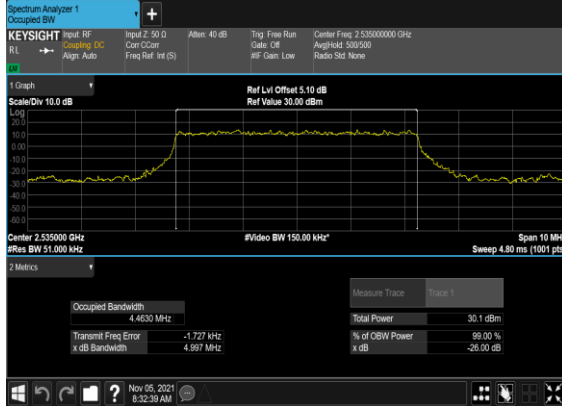 Spectrum Analyzer 1
Occupied BW
+
KEYSIGHT Input: RF Input Z: 50 Ω Atten: 40 dB Trig: Free Run Center Freq: 2.535000000 GHz
RL Coupling: DC Corr CCorr Gate: Off Avg|Hold: 500/500
Align: Auto Freq Ref: Int (S) #IF Gain: Low Radio Std: None
1 Graph
Ref Lvl Offset 5.10 dB
Scale/Div 10.0 dB Ref Value 30.00 dBm
Log
20.0
10.0
0.00
-10.0
-20.0
-30.0
-40.0
-50.0
-60.0
Center 2.535000 GHz #Video BW 150.00 kHz* Span 10 MH
#Res BW 51.000 kHz Sweep 4.80 ms (1001 pts
2 Metrics
Measure Trace Trace 1
Occupied Bandwidth
4.4630 MHz Total Power 30.1 dBm
Transmit Freq Error -1.727 kHz % of OBW Power 99.00 %
x dB Bandwidth 4.997 MHz x dB -26.00 dB
?
Nov 05, 2021
8:32:39 AM